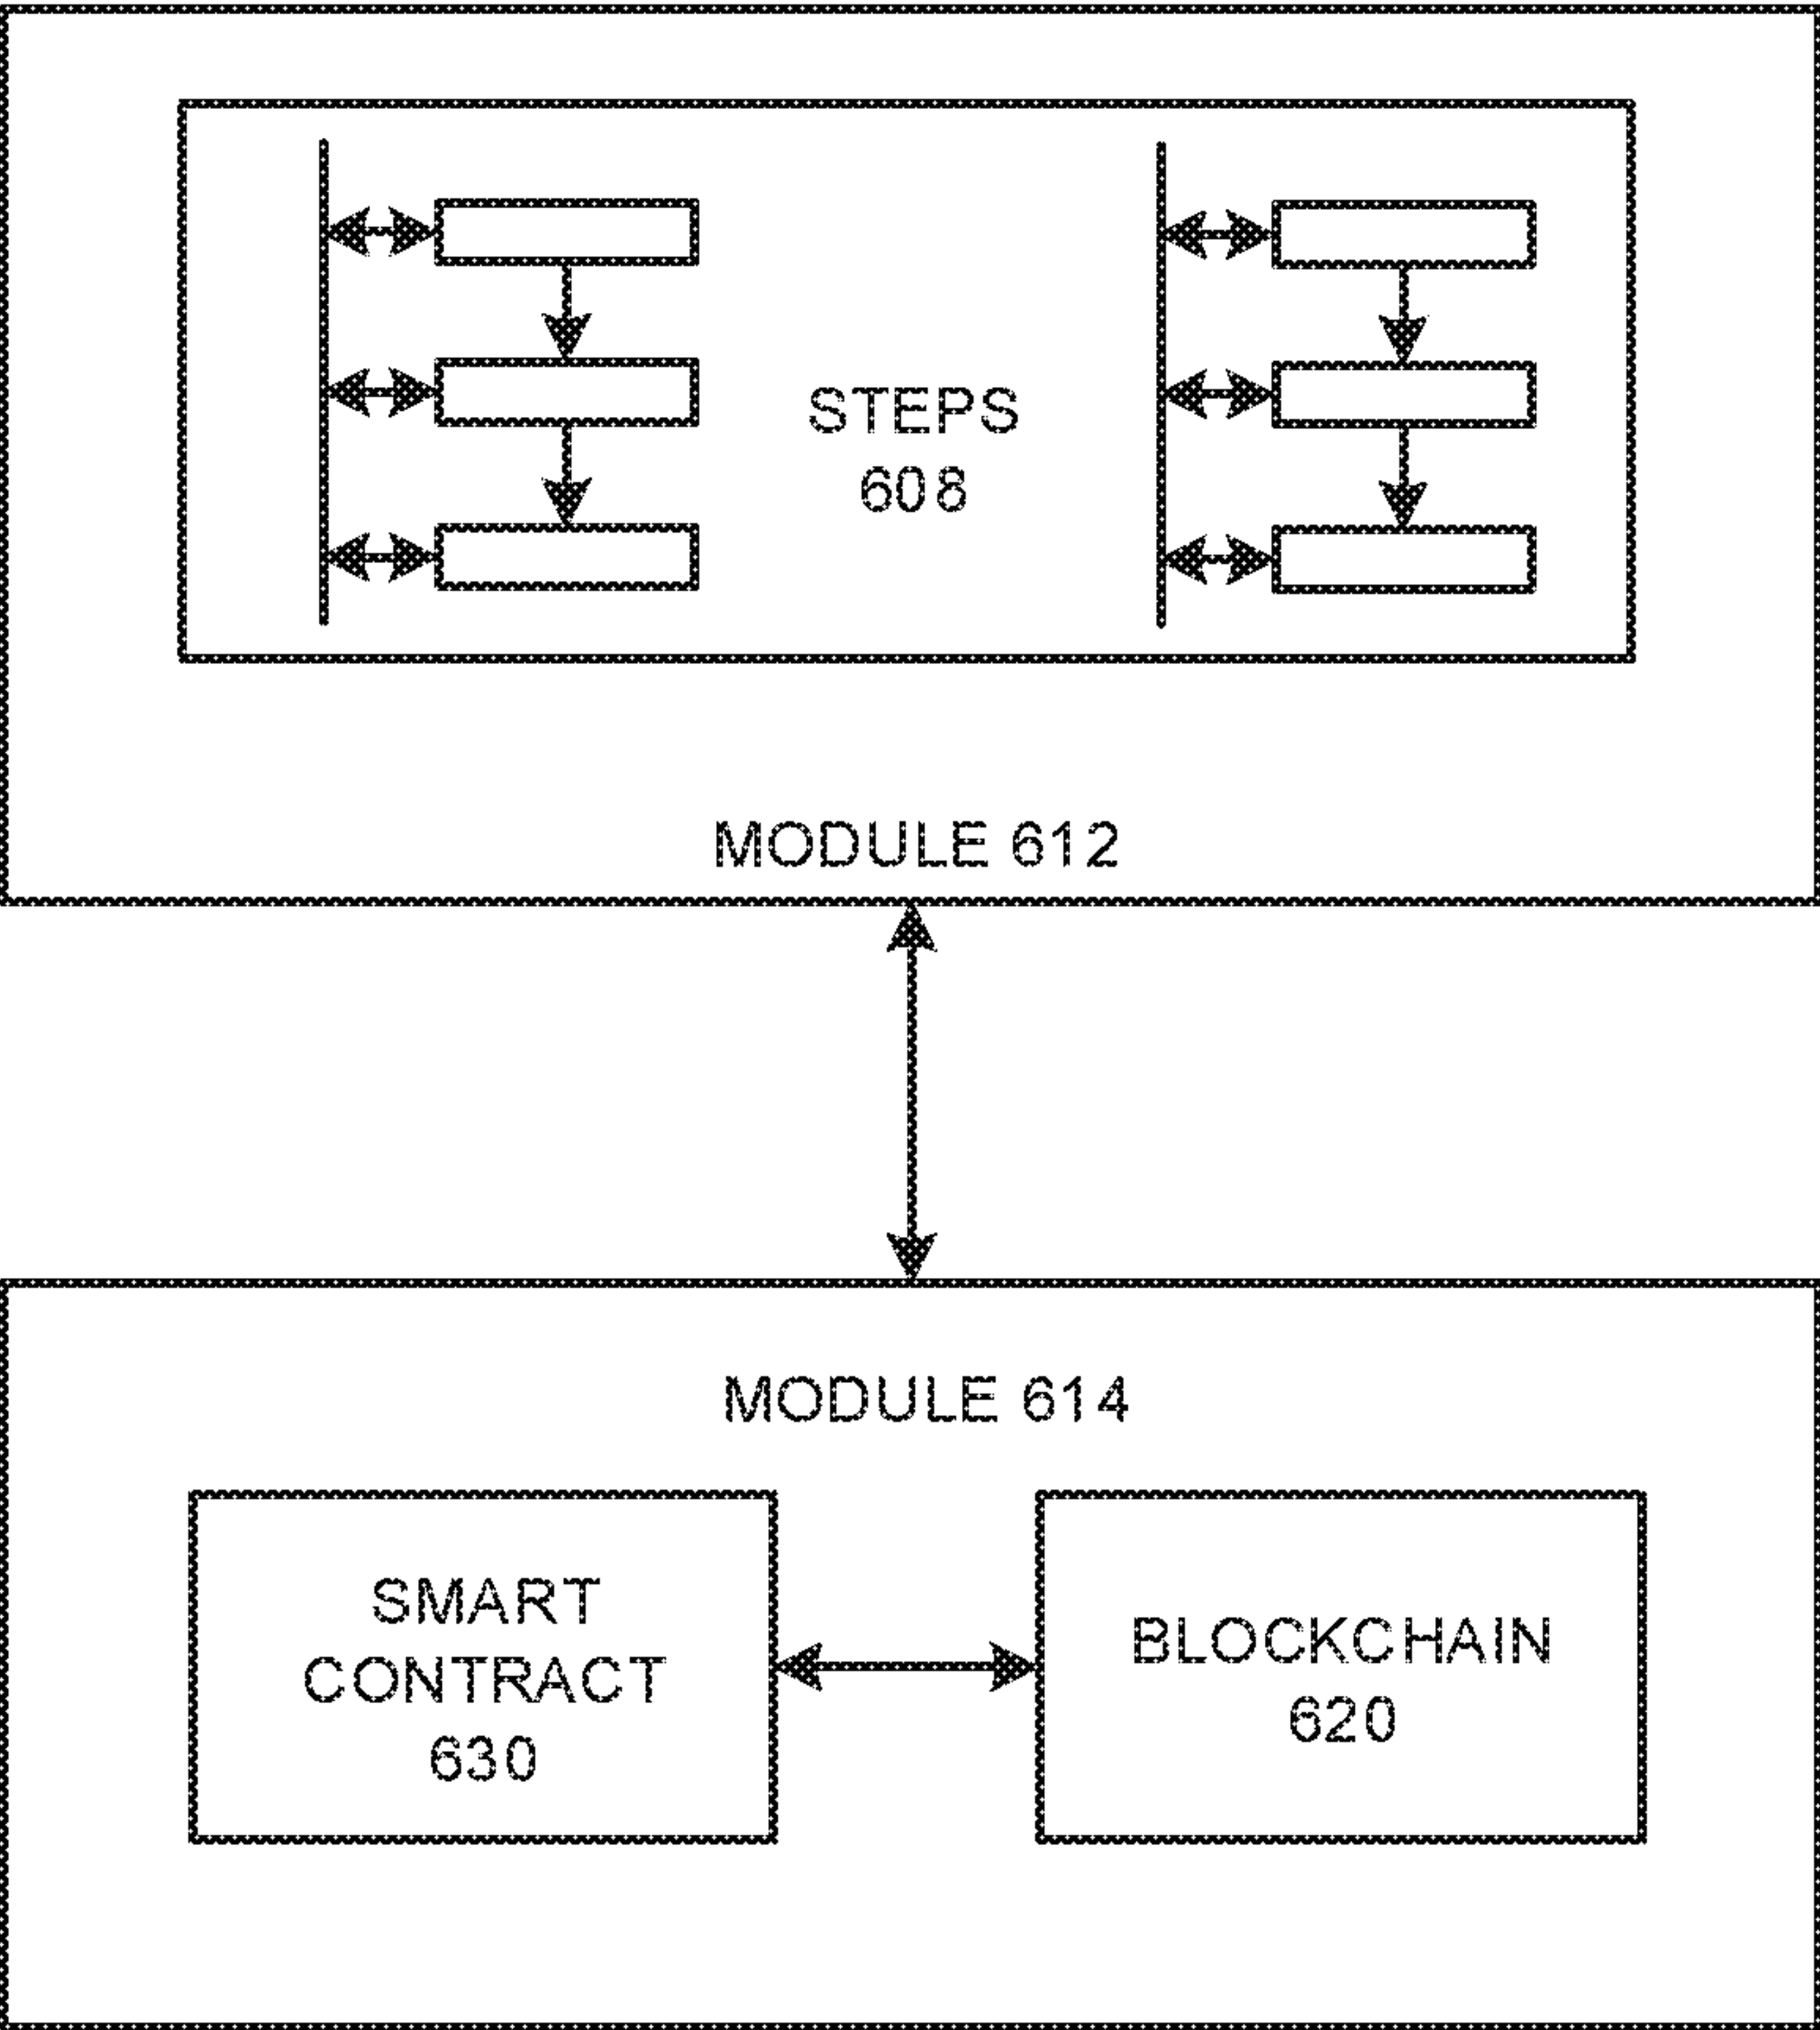 STEPS
608
MODULE 612
MODULE 614
SMART
CONTRACT
630
BLOCKCHAIN
620